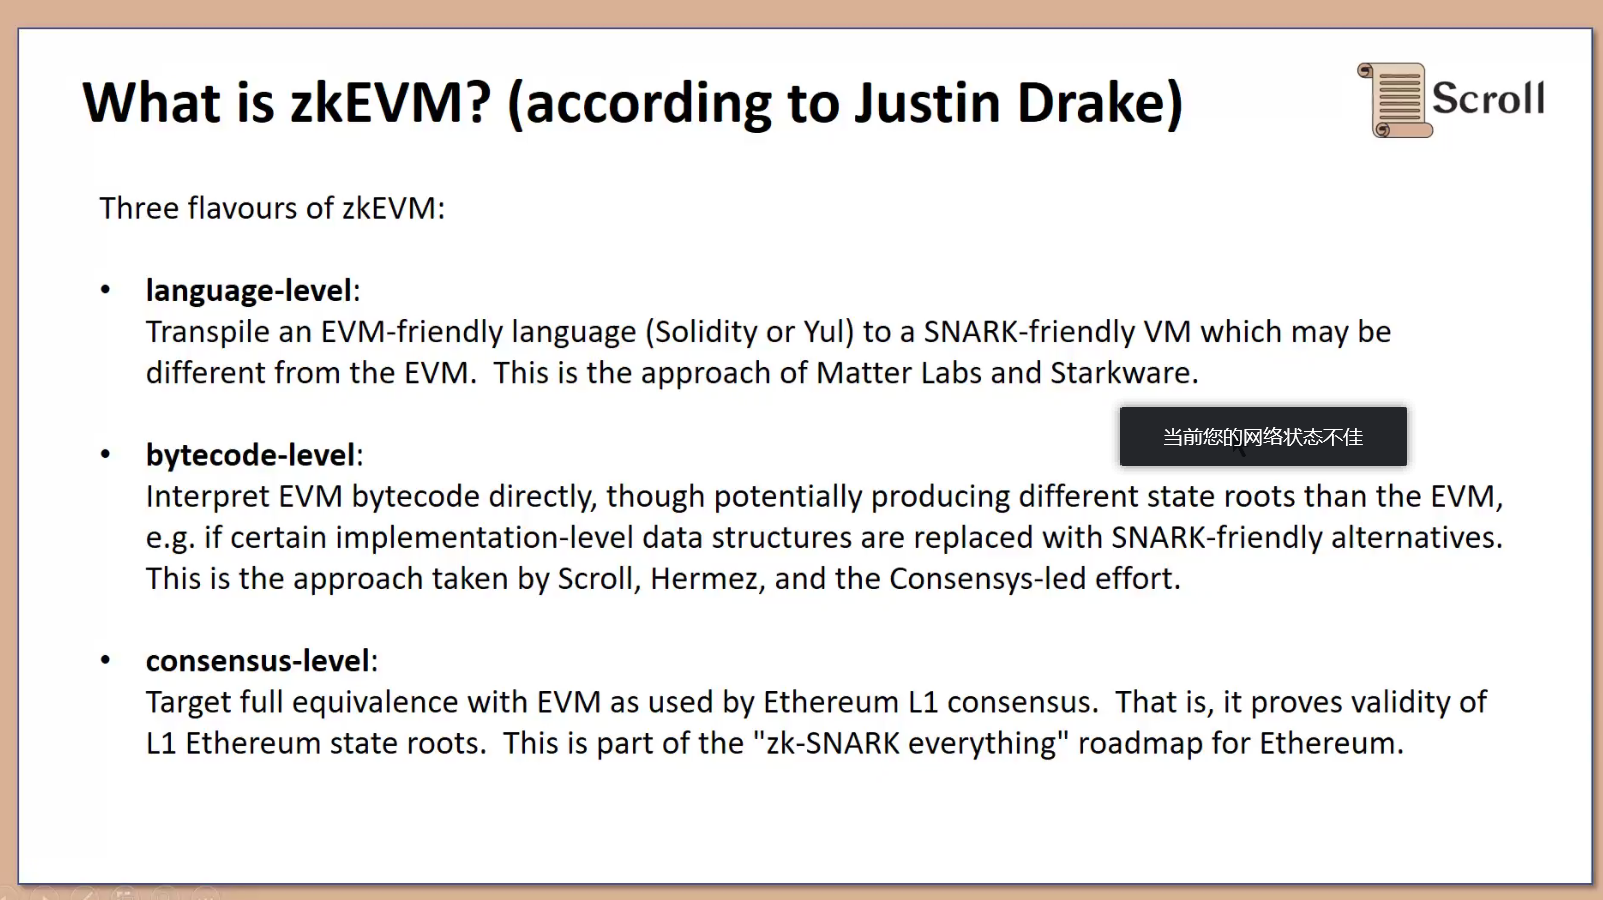 What is zkEVM? (according to Justin Drake)
Scroll
Three flavours of zkEVM:
• language-level:
Transpile an EVM-friendly language (Solidity or Yul) to a SNARK-friendly VM which may be
different from the EVM.  This is the approach of Matter Labs and Starkware.
当前您的网络状态不佳
• bytecode-level:
Interpret EVM bytecode directly, though potentially producing different state roots than the EVM,
e.g. if certain implementation-level data structures are replaced with SNARK-friendly alternatives.
This is the approach taken by Scroll, Hermez, and the Consensys-led effort.
• consensus-level:
Target full equivalence with EVM as used by Ethereum L1 consensus.  That is, it proves validity of
L1 Ethereum state roots.  This is part of the "zk-SNARK everything" roadmap for Ethereum.